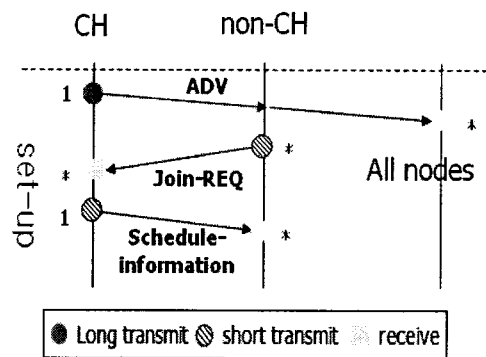 CH non-CH
1 ADV *
*
* Join-REQ All nodes
set-up
1
Schedule-information *
Long transmit short transmit receive